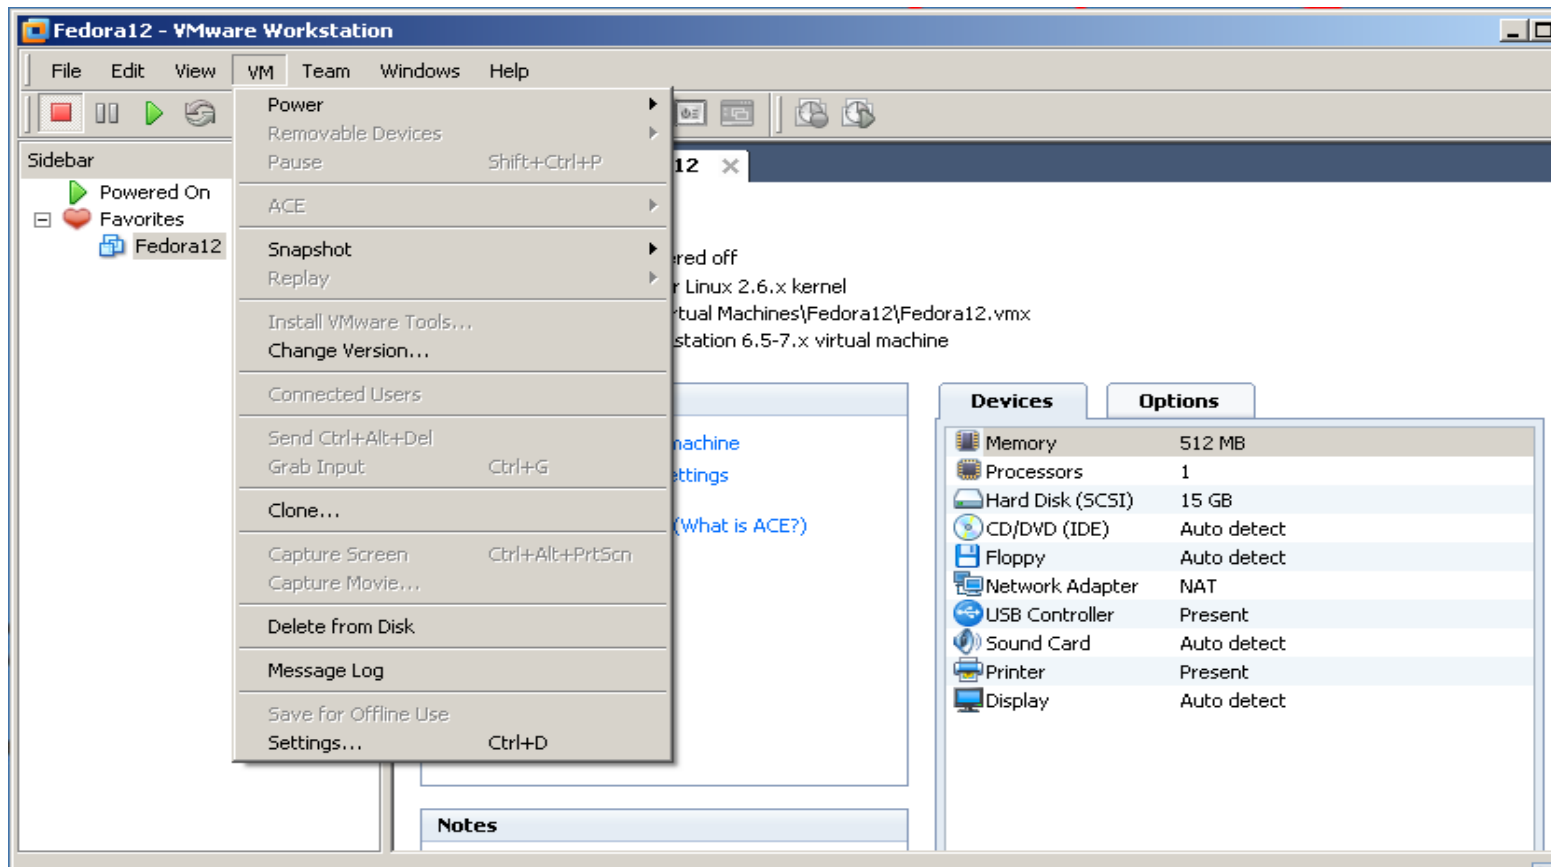 Fedora12 - VMware Workstation
File Edit View VM Team Windows Help
Power
Removable Devices
Pause Shift+Ctrl+P
ACE
Snapshot
Replay
Install VMware Tools...
Change Version...
Connected Users
Send Ctrl+Alt+Del
Grab Input Ctrl+G
Clone...
Capture Screen Ctrl+Alt+PrtScn
Capture Movie...
Delete from Disk
Message Log
Save for Offline Use
Settings... Ctrl+D
Sidebar
Powered On
Favorites
Fedora12
12
red off
r Linux 2.6.x kernel
rtual Machines\Fedora12\Fedora12.vmx
station 6.5-7.x virtual machine
machine
ettings
(What is ACE?)
Notes
Devices Options
Memory 512 MB
Processors 1
Hard Disk (SCSI) 15 GB
CD/DVD (IDE) Auto detect
Floppy Auto detect
Network Adapter NAT
USB Controller Present
Sound Card Auto detect
Printer Present
Display Auto detect